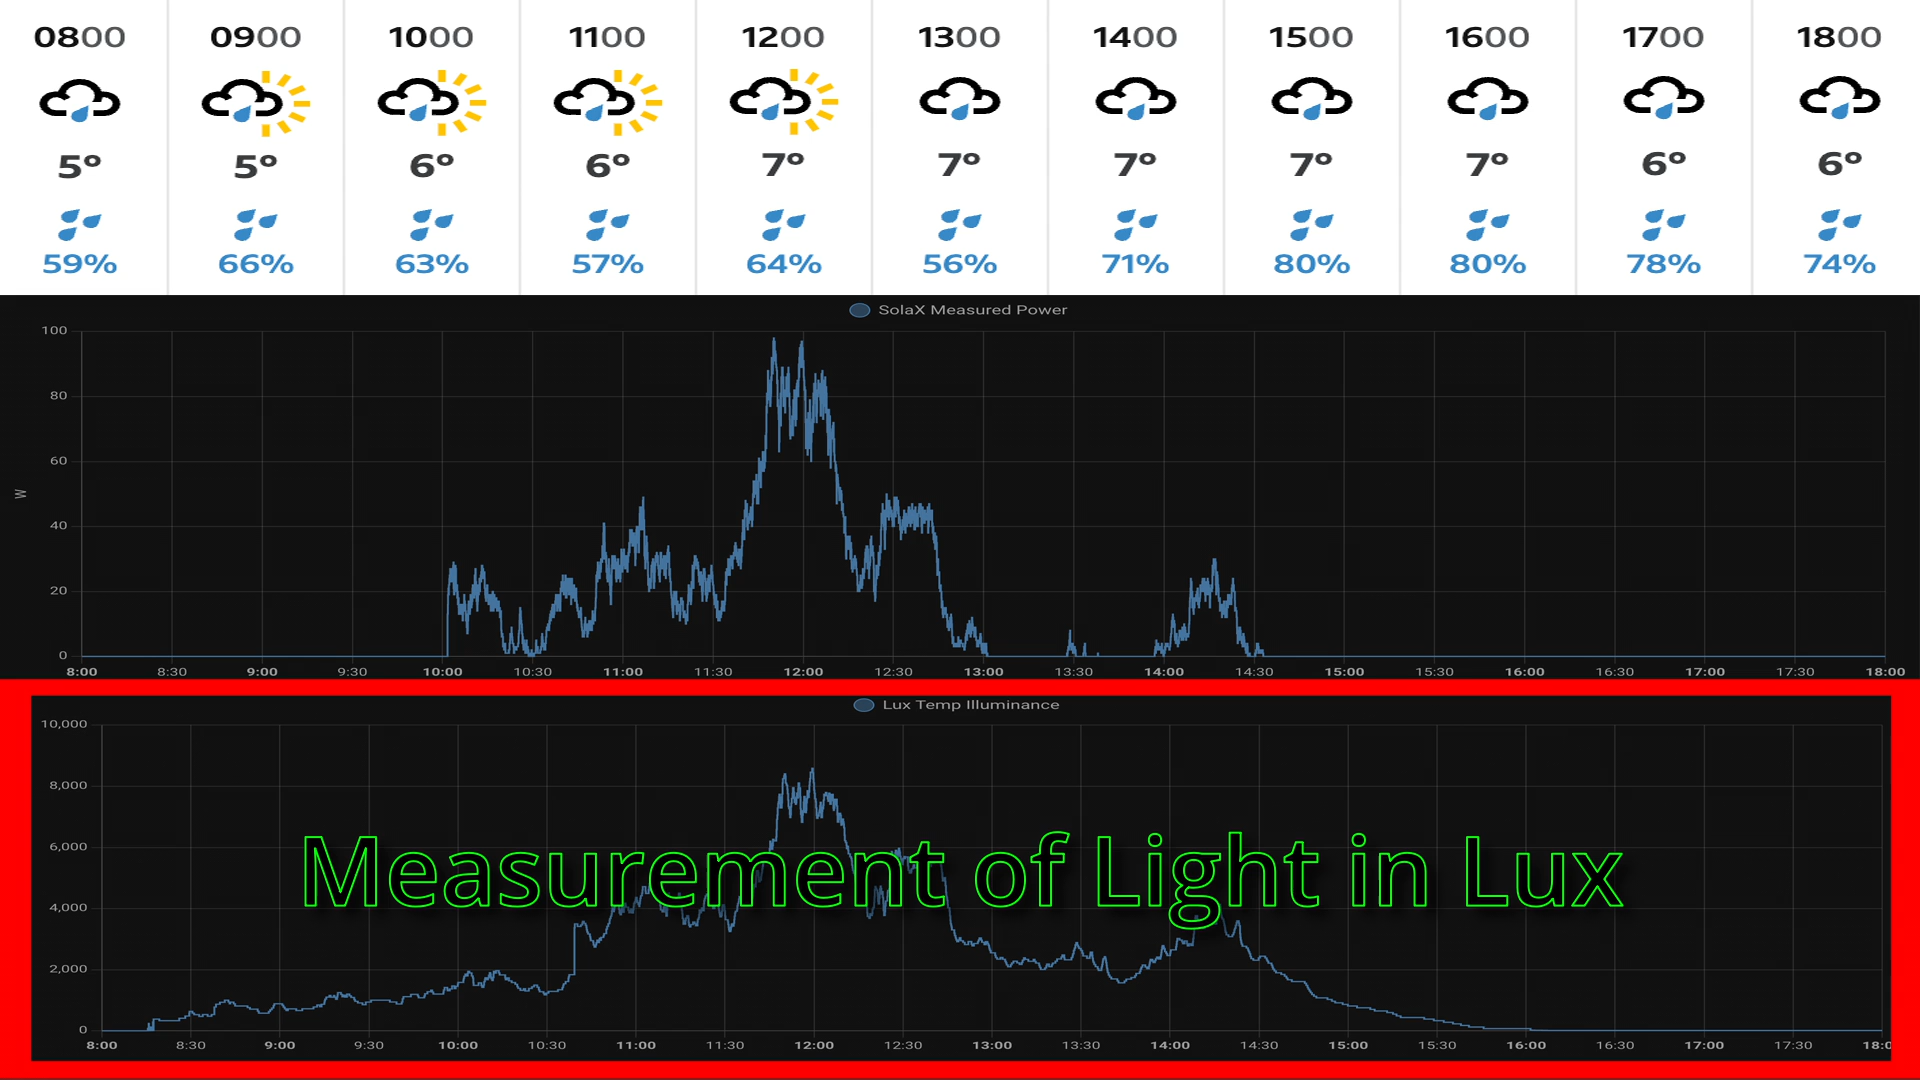 0800 0900 1000 1100 1200 1300 1400 1500 1600 1700 1800
5° 5° 6° 6° 7° 7° 7° 7° 7° 6° 6°
59% 66% 63% 57% 64% 56% 71% 80% 80% 78% 74%
SolaX Measured Power
100
80
60
W
40
20
0
8:00 8:30 9:00 9:30 10:00 10:30 11:00 11:30 12:00 12:30 13:00 13:30 14:00 14:30 15:00 15:30 16:00 16:30 17:00 17:30 18:00
Lux Temp Illuminance
10,000
8,000
6,000
Measurement of Light in Lux
4,000
2,000
0
8:00 8:30 9:00 9:30 10:00 10:30 11:00 11:30 12:00 12:30 13:00 13:30 14:00 14:30 15:00 15:30 16:00 16:30 17:00 17:30 18:0